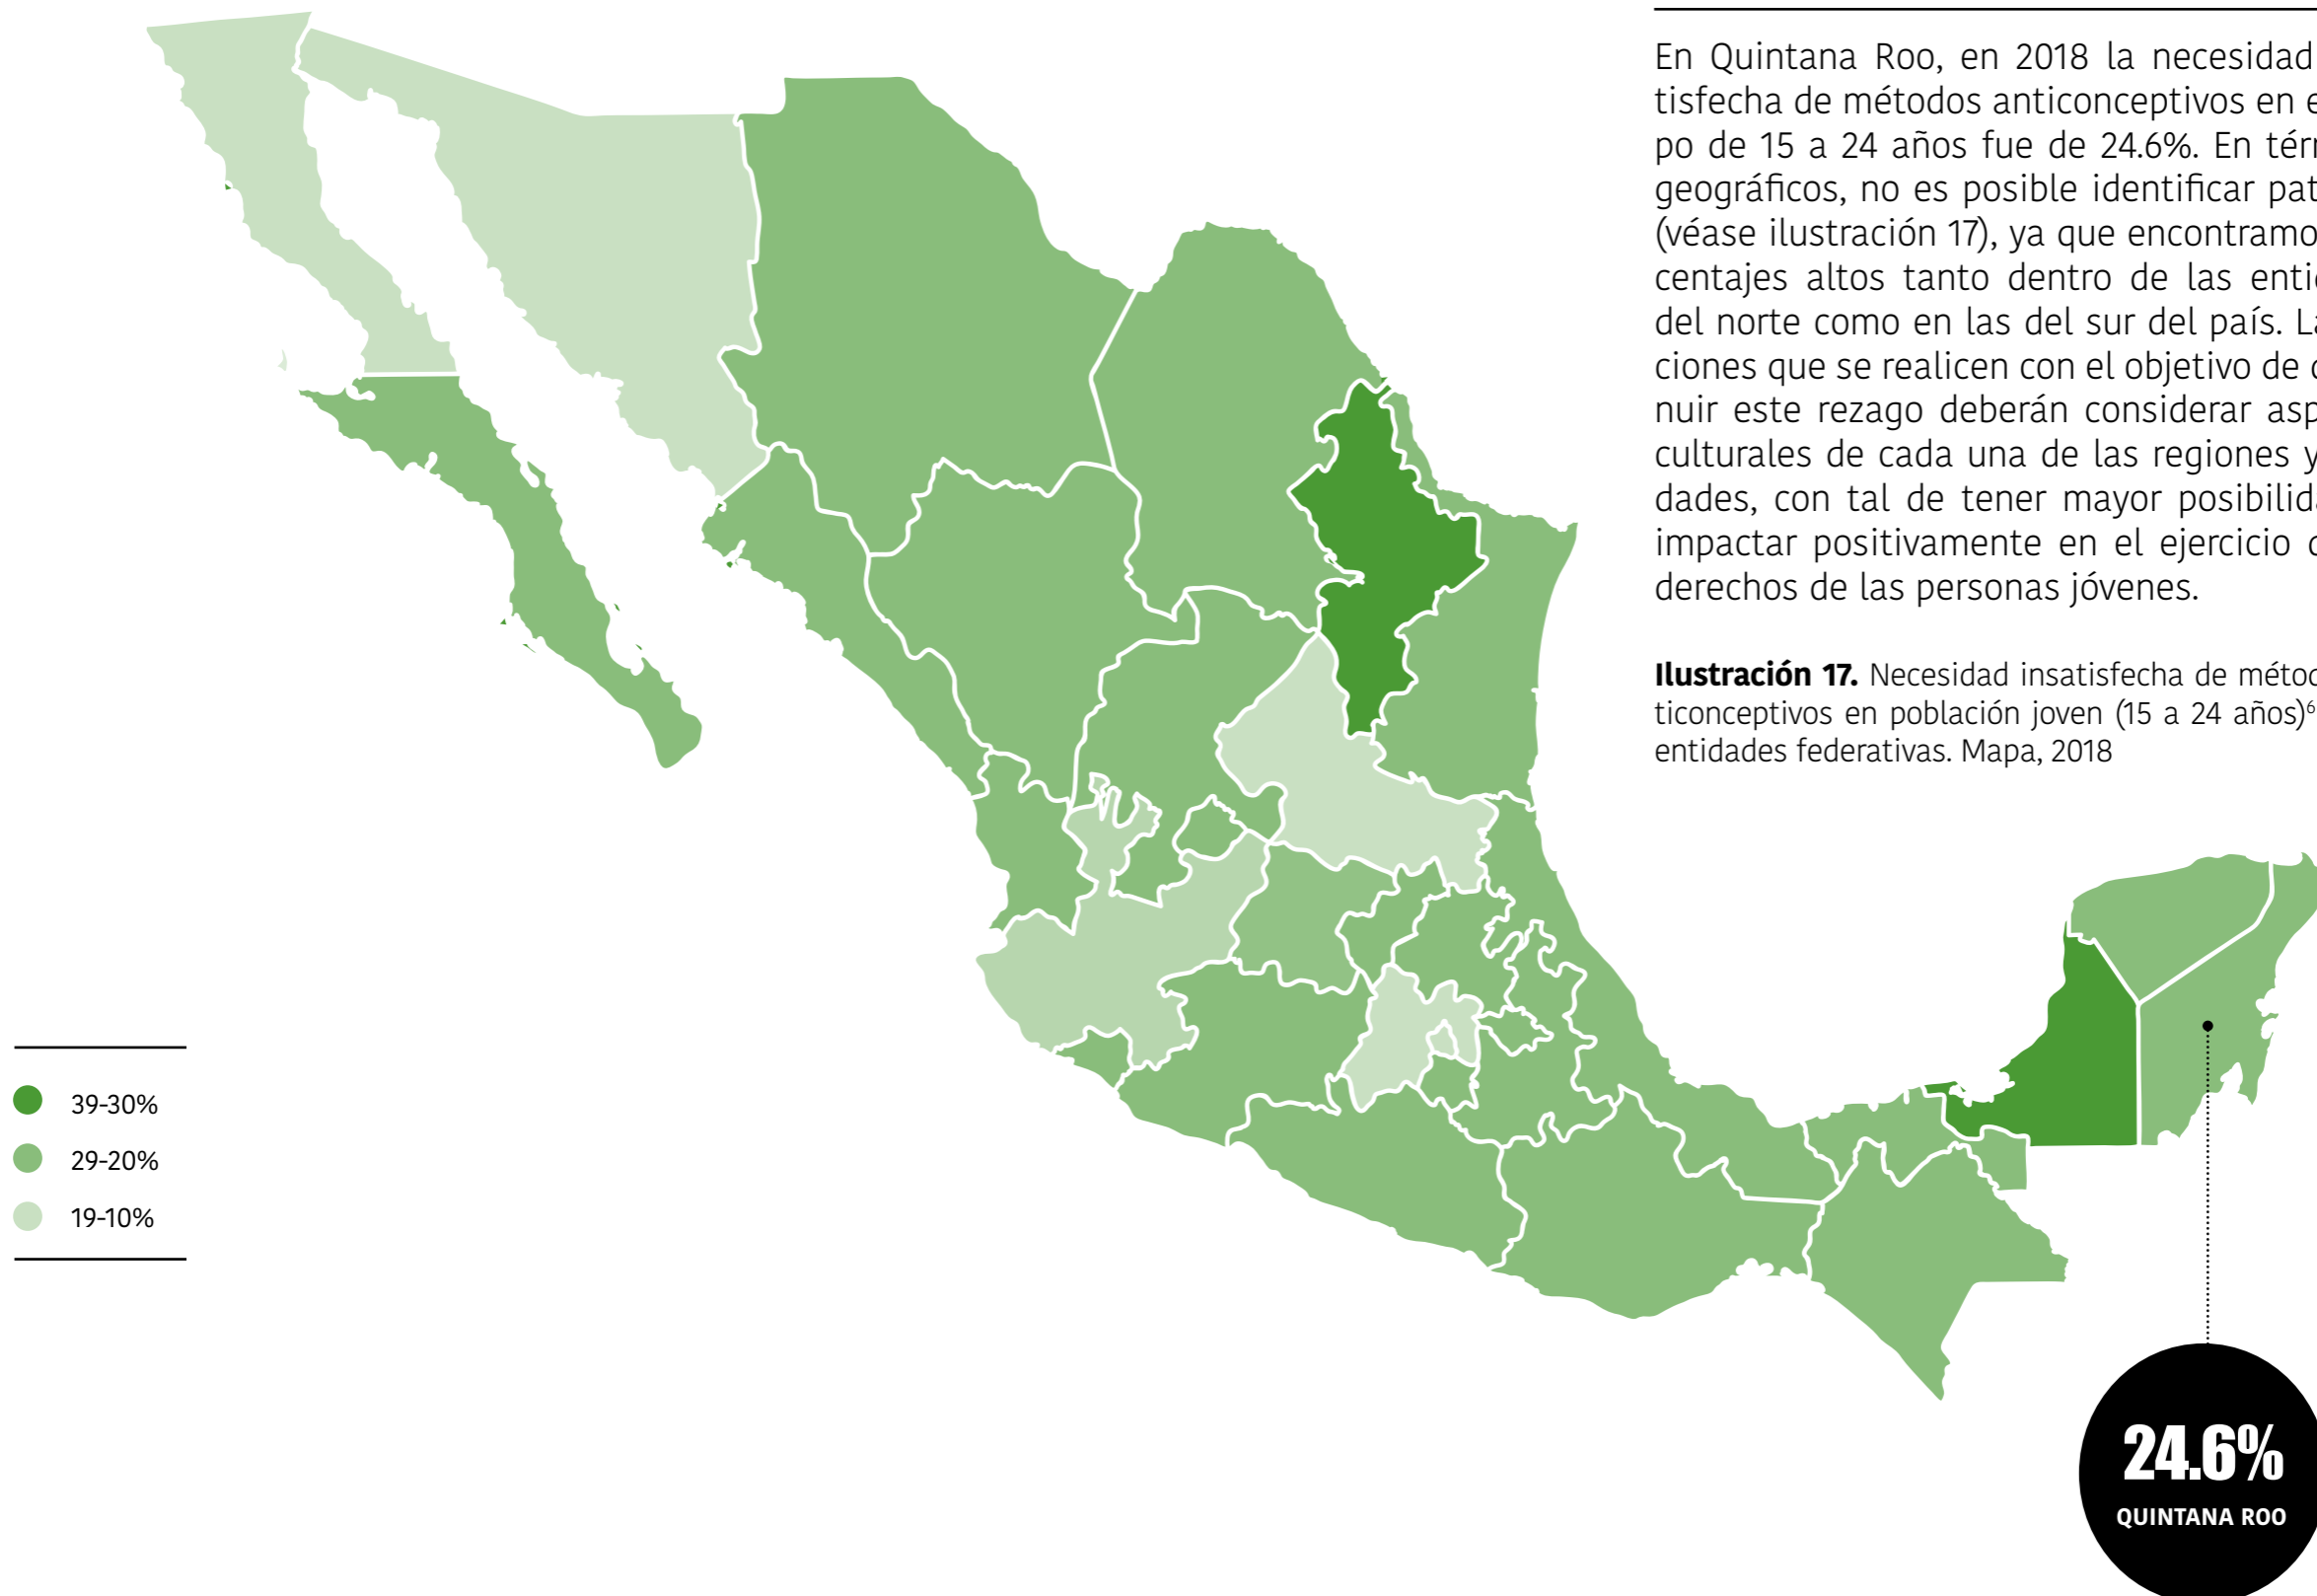 En Quintana Roo, en 2018 la necesidad
tisfecha de métodos anticonceptivos en e
po de 15 a 24 años fue de 24.6%. En térm
geográficos, no es posible identificar pat
(véase ilustración 17), ya que encontramo
centajes altos tanto dentro de las entid
del norte como en las del sur del país. La
ciones que se realicen con el objetivo de d
nuir este rezago deberán considerar asp
culturales de cada una de las regiones y
dades, con tal de tener mayor posibilida
impactar positivamente en el ejercicio d
derechos de las personas jóvenes.
Ilustración 17. Necesidad insatisfecha de métod
ticonceptivos en población joven (15 a 24 años)6
entidades federativas. Mapa, 2018
39-30%
29-20%
19-10%
24.6%
QUINTANA ROO